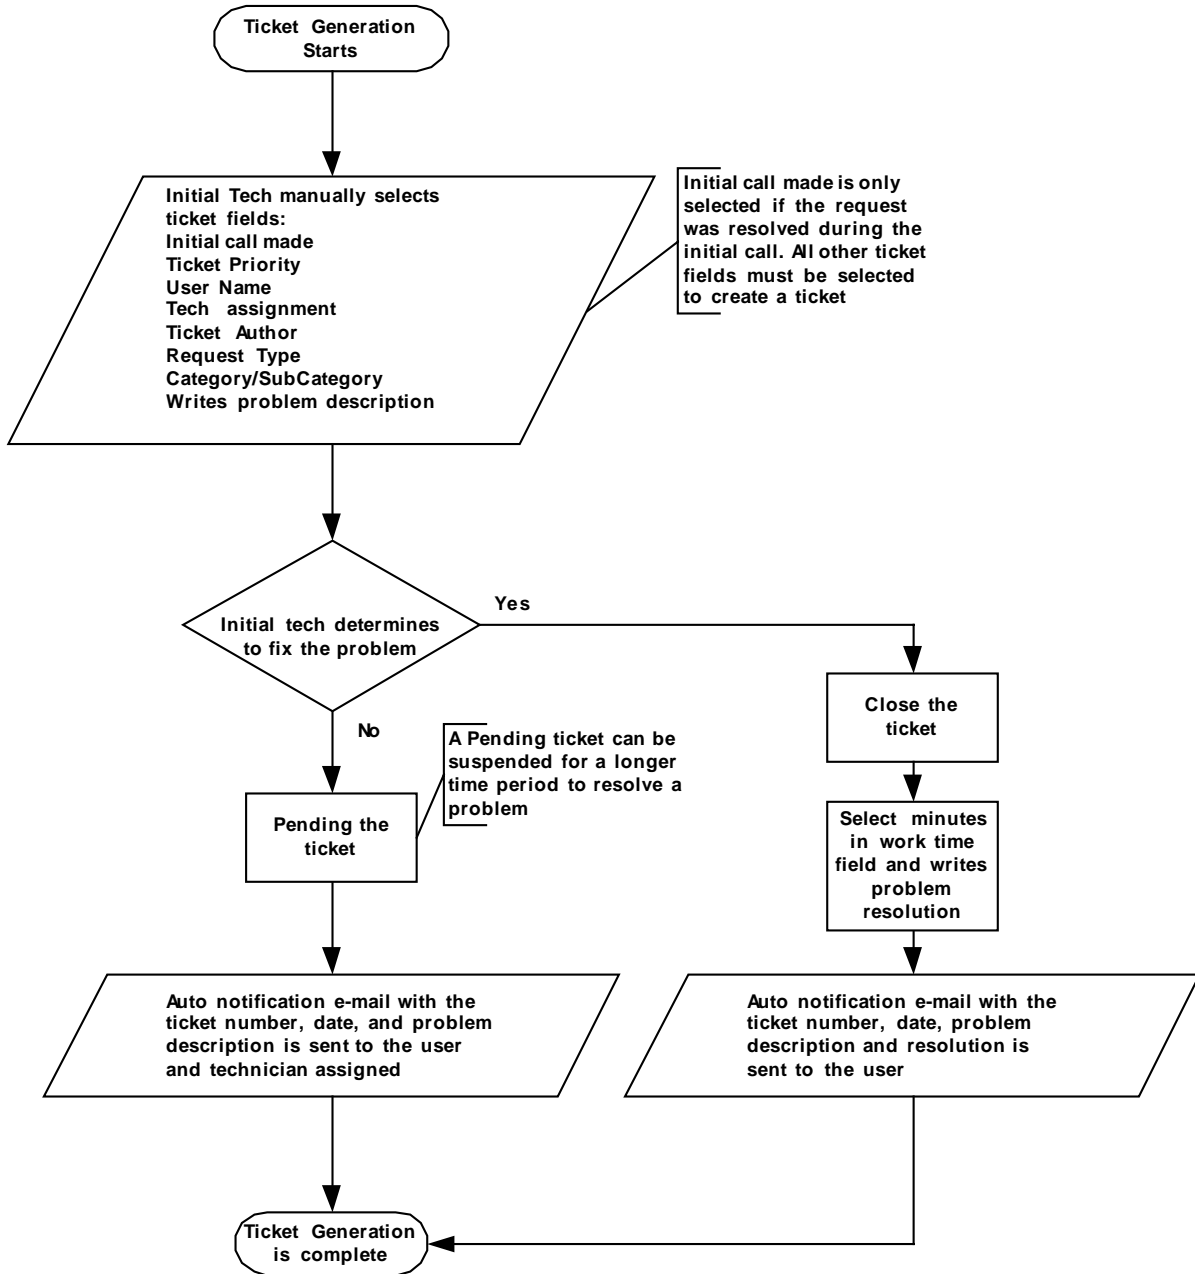 Ticket Generation
Starts
Initial Tech manually selects
ticket fields:
Initial call made
Ticket Priority
User Name
Tech assignment
Ticket Author
Request Type
Category/SubCategory
Writes problem description
Initial call made is only
selected if the request
was resolved during the
initial call. All other ticket
fields must be selected
to create a ticket
Initial tech determines
to fix the problem
Yes
No
Close the
ticket
A Pending ticket can be
suspended for a longer
time period to resolve a
problem
Pending the
ticket
Select minutes
in work time
field and writes
problem
resolution
Auto notification e-mail with the
ticket number, date, and problem
description is sent to the user
and technician assigned
Auto notification e-mail with the
ticket number, date, problem
description and resolution is
sent to the user
Ticket Generation
is complete